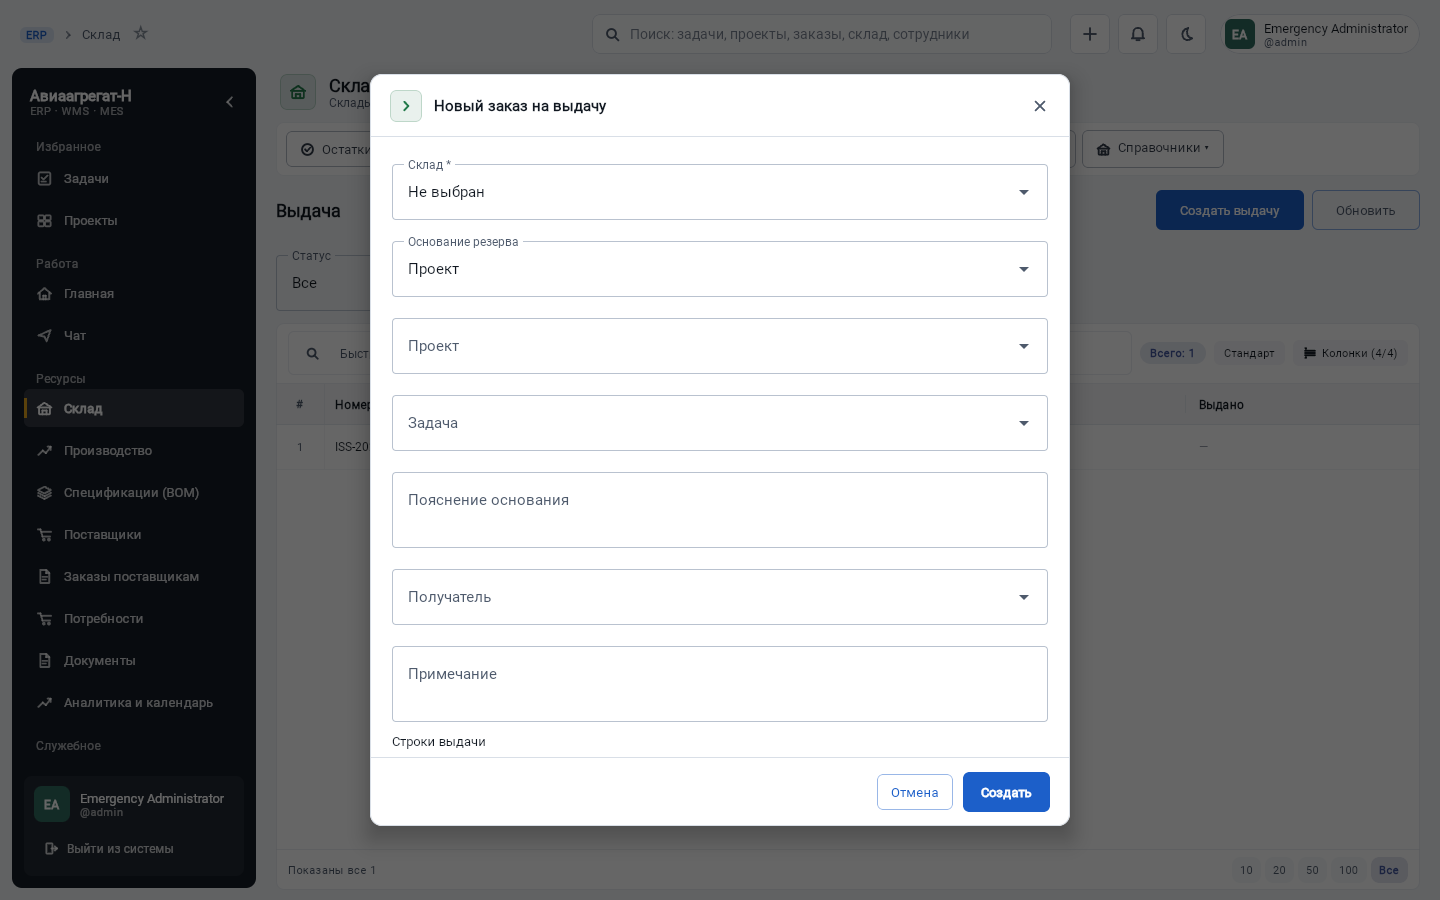 ERP
Склад
Поиск: задачи, проекты, заказы, склад, сотрудники
EA
Emergency Administrator
@admin
Авиаагрегат-Н
ERP · WMS · MES
Избранное
Задачи
Проекты
Работа
Главная
Чат
Ресурсы
Склад
Производство
Спецификации (BOM)
Поставщики
Заказы поставщикам
Потребности
Документы
Аналитика и календарь
Служебное
EA
Emergency Administrator
@admin
Выйти из системы
Остатки
Справочники
Выдача
Создать выдачу
Обновить
Статус
Все
Всего: 1
Стандарт
Колонки (4/4)
#
Выдано
1
ISS-20
—
Показаны все 1
10
20
50
100
Все
Новый заказ на выдачу
Склад *
Не выбран
Основание резерва
Проект
Проект
Задача
Пояснение основания
Получатель
Примечание
Строки выдачи
Отмена
Создать